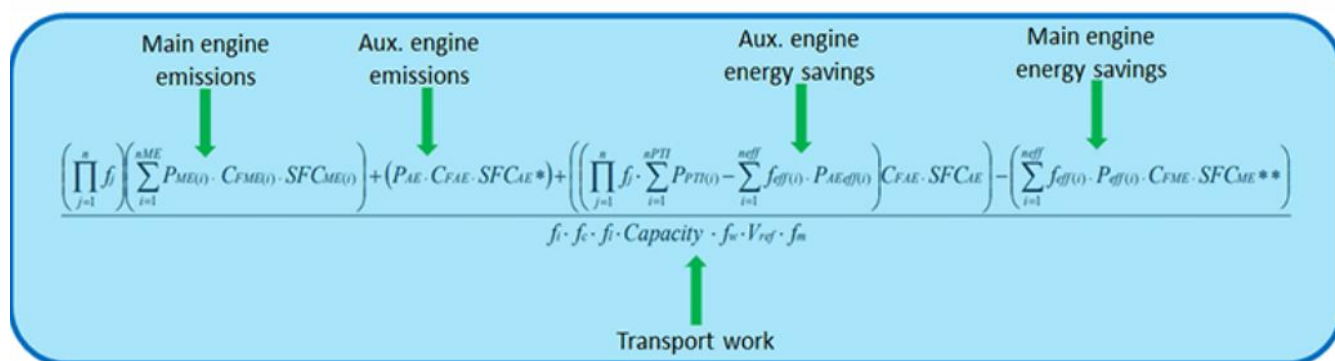 Main engine emissions
Aux. engine emissions
Aux. engine energy savings
Main engine energy savings
(∏_{j=1}^{n} f_j)(∑_{i=1}^{nME} P_{ME(i)} · C_{FME(i)} · SFC_{ME(i)}) + (P_{AE} · C_{FAE} · SFC_{AE}*) + ((∏_{j=1}^{n} f_j · ∑_{i=1}^{nPTI} P_{PTI(i)} − ∑_{i=1}^{neff} f_{eff(i)} · P_{AEeff(i)}) C_{FAE} · SFC_{AE}) − (∑_{i=1}^{neff} f_{eff(i)} · P_{eff(i)} · C_{FME} · SFC_{ME}**)
f_i · f_c · f_l · Capacity · f_w · V_{ref} · f_m
Transport work